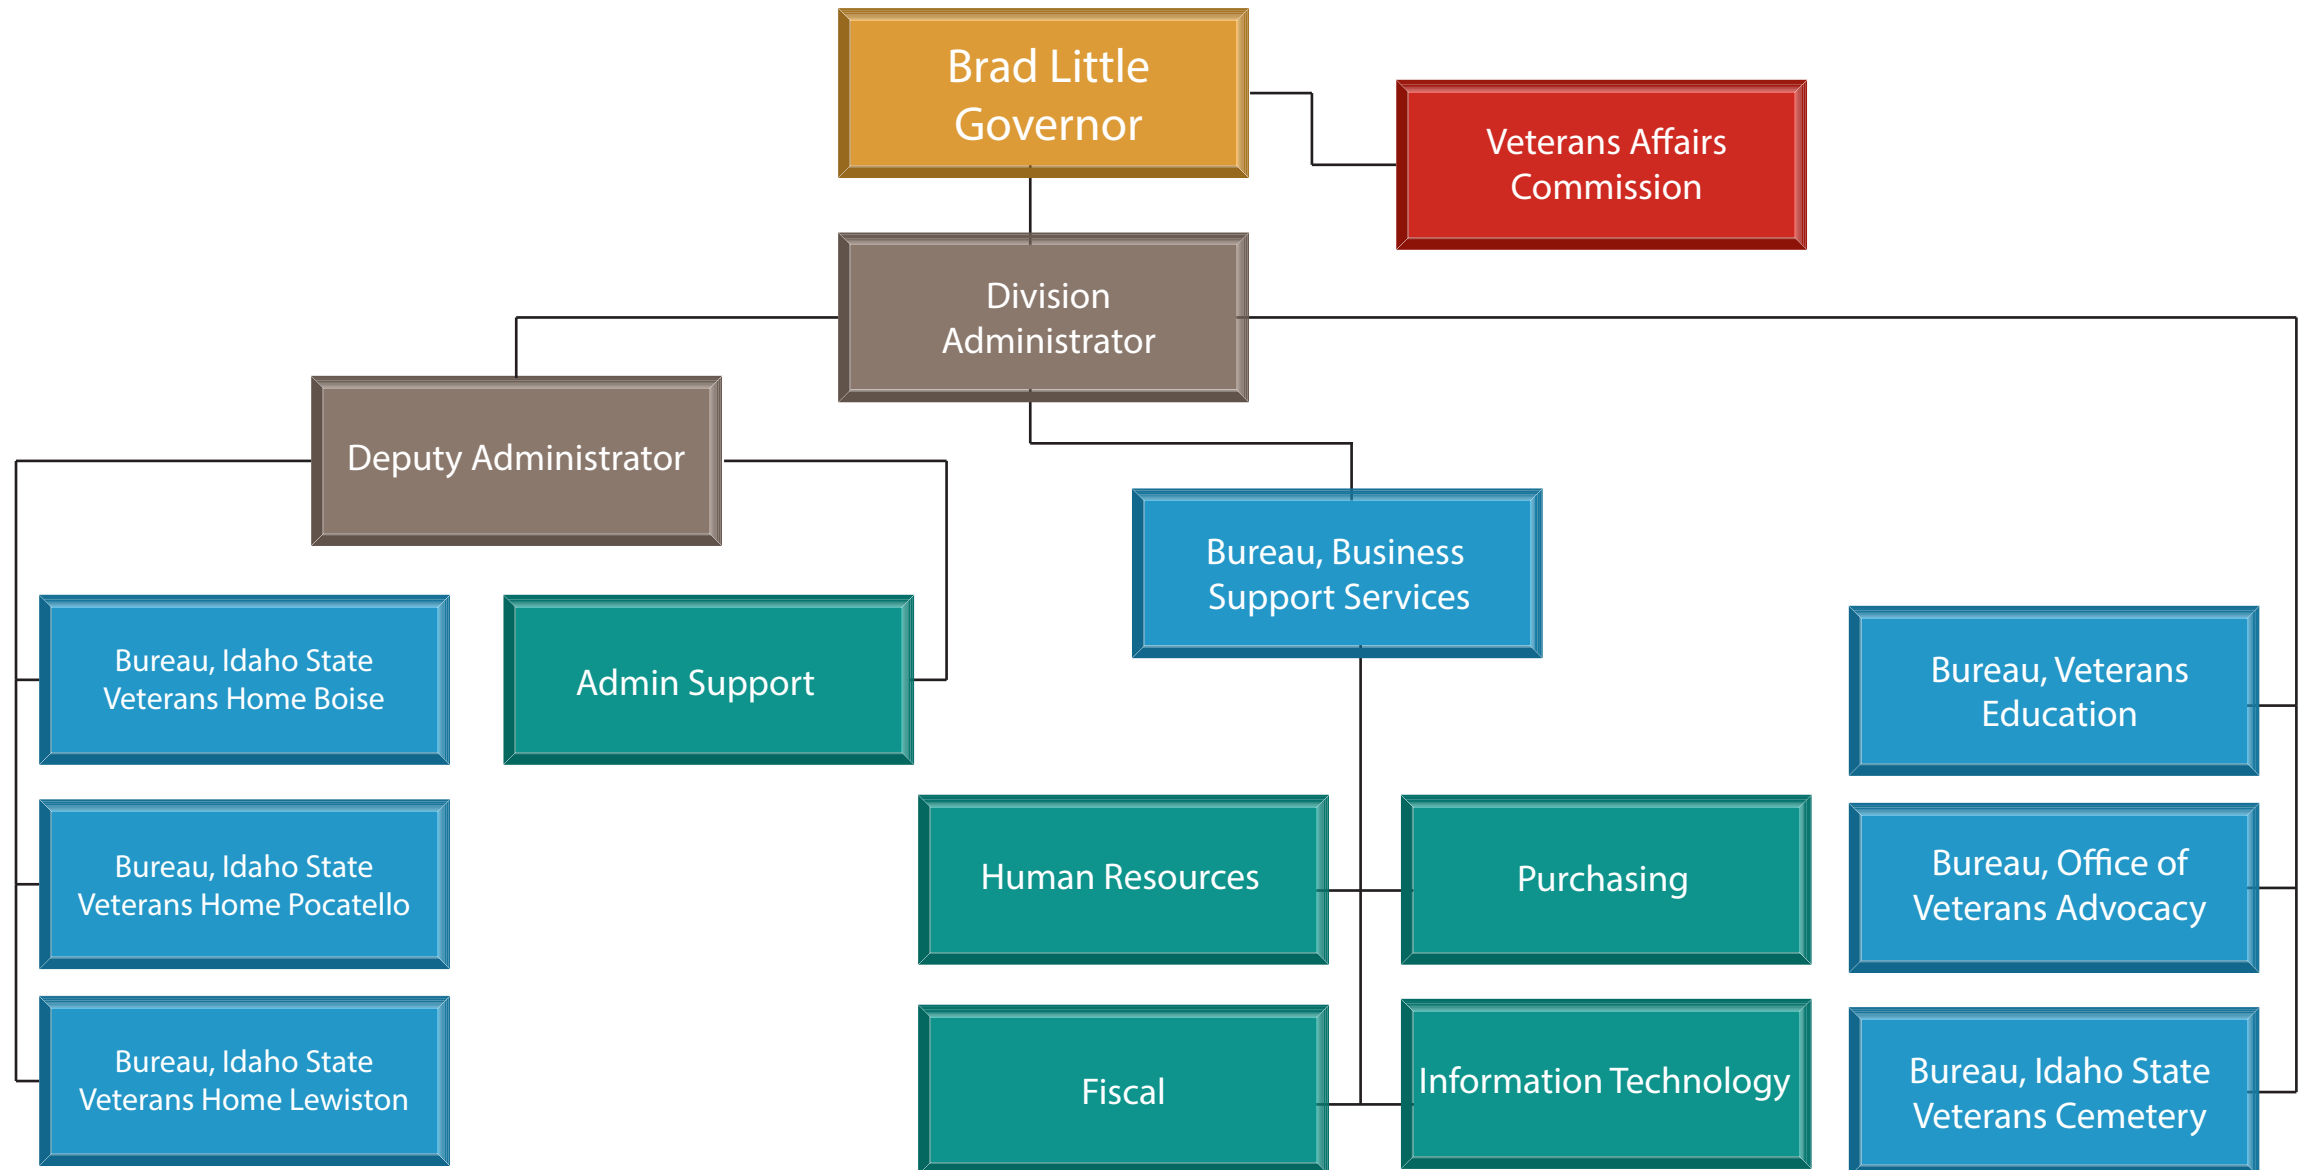 Brad Little
Governor
Veterans Affairs
Commission
Division
Administrator
Deputy Administrator
Bureau, Business
Support Services
Bureau, Idaho State
Veterans Home Boise
Admin Support
Bureau, Veterans
Education
Bureau, Idaho State
Veterans Home Pocatello
Human Resources
Purchasing
Bureau, Office of
Veterans Advocacy
Bureau, Idaho State
Veterans Home Lewiston
Fiscal
Information Technology
Bureau, Idaho State
Veterans Cemetery